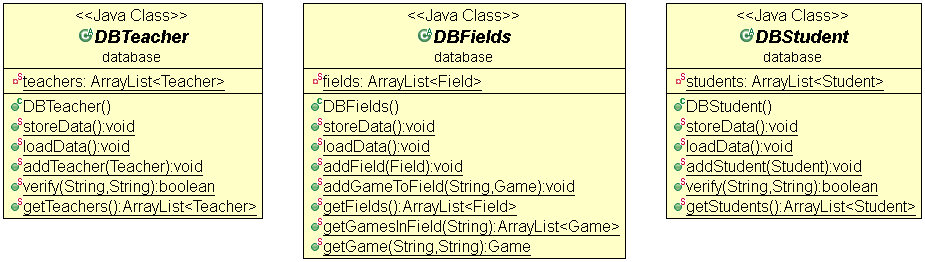 <<Java Class>>
DBTeacher
database
teachers: ArrayList<Teacher>
DBTeacher()
storeData():void
loadData():void
addTeacher(Teacher):void
verify(String,String):boolean
getTeachers():ArrayList<Teacher>
<<Java Class>>
DBFields
database
fields: ArrayList<Field>
DBFields()
storeData():void
loadData():void
addField(Field):void
addGameToField(String,Game):void
getFields():ArrayList<Field>
getGamesInField(String):ArrayList<Game>
getGame(String,String):Game
<<Java Class>>
DBStudent
database
students: ArrayList<Student>
DBStudent()
storeData():void
loadData():void
addStudent(Student):void
verify(String,String):boolean
getStudents():ArrayList<Student>